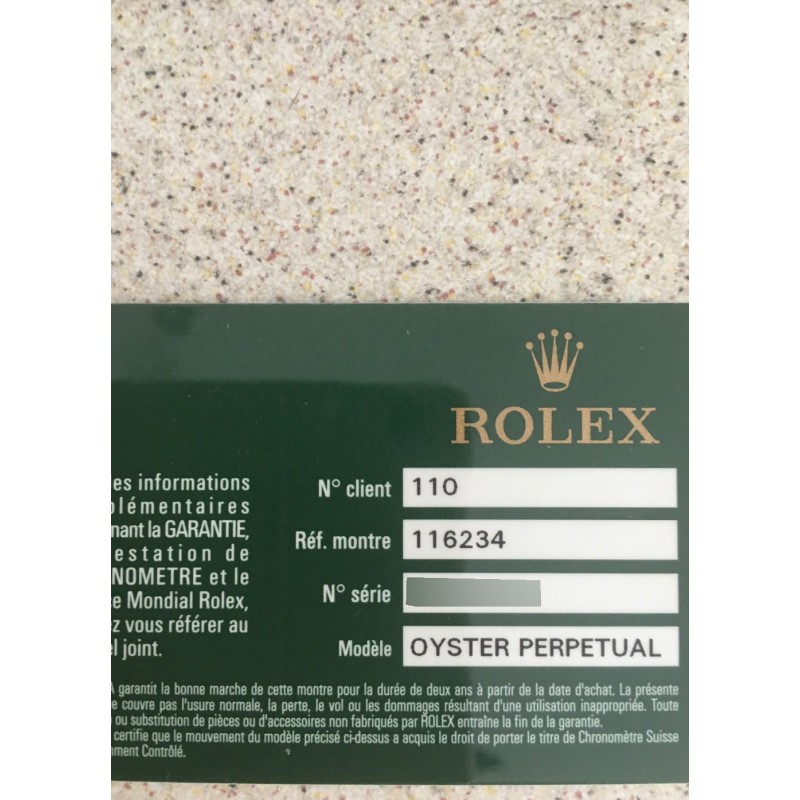 ROLEX
es informations
plémentaires
nant la GARANTIE,
estation de
NOMETRE et le
e Mondial Rolex,
z vous référer au
l joint.
N° client 110
Réf. montre 116234
N° série
Modèle OYSTER PERPETUAL
A garantit la bonne marche de cette montre pour la durée de deux ans à partir de la date d'achat. La présente
e couvre pas l'usure normale, la perte, le vol ou les dommages résultant d'une utilisation inappropriée. Toute
ou substitution de pièces ou d'accessoires non fabriqués par ROLEX entraîne la fin de la garantie.
certifie que le mouvement du modèle précisé ci-dessus a acquis le droit de porter le titre de Chronomètre Suisse
ment Contrôlé.